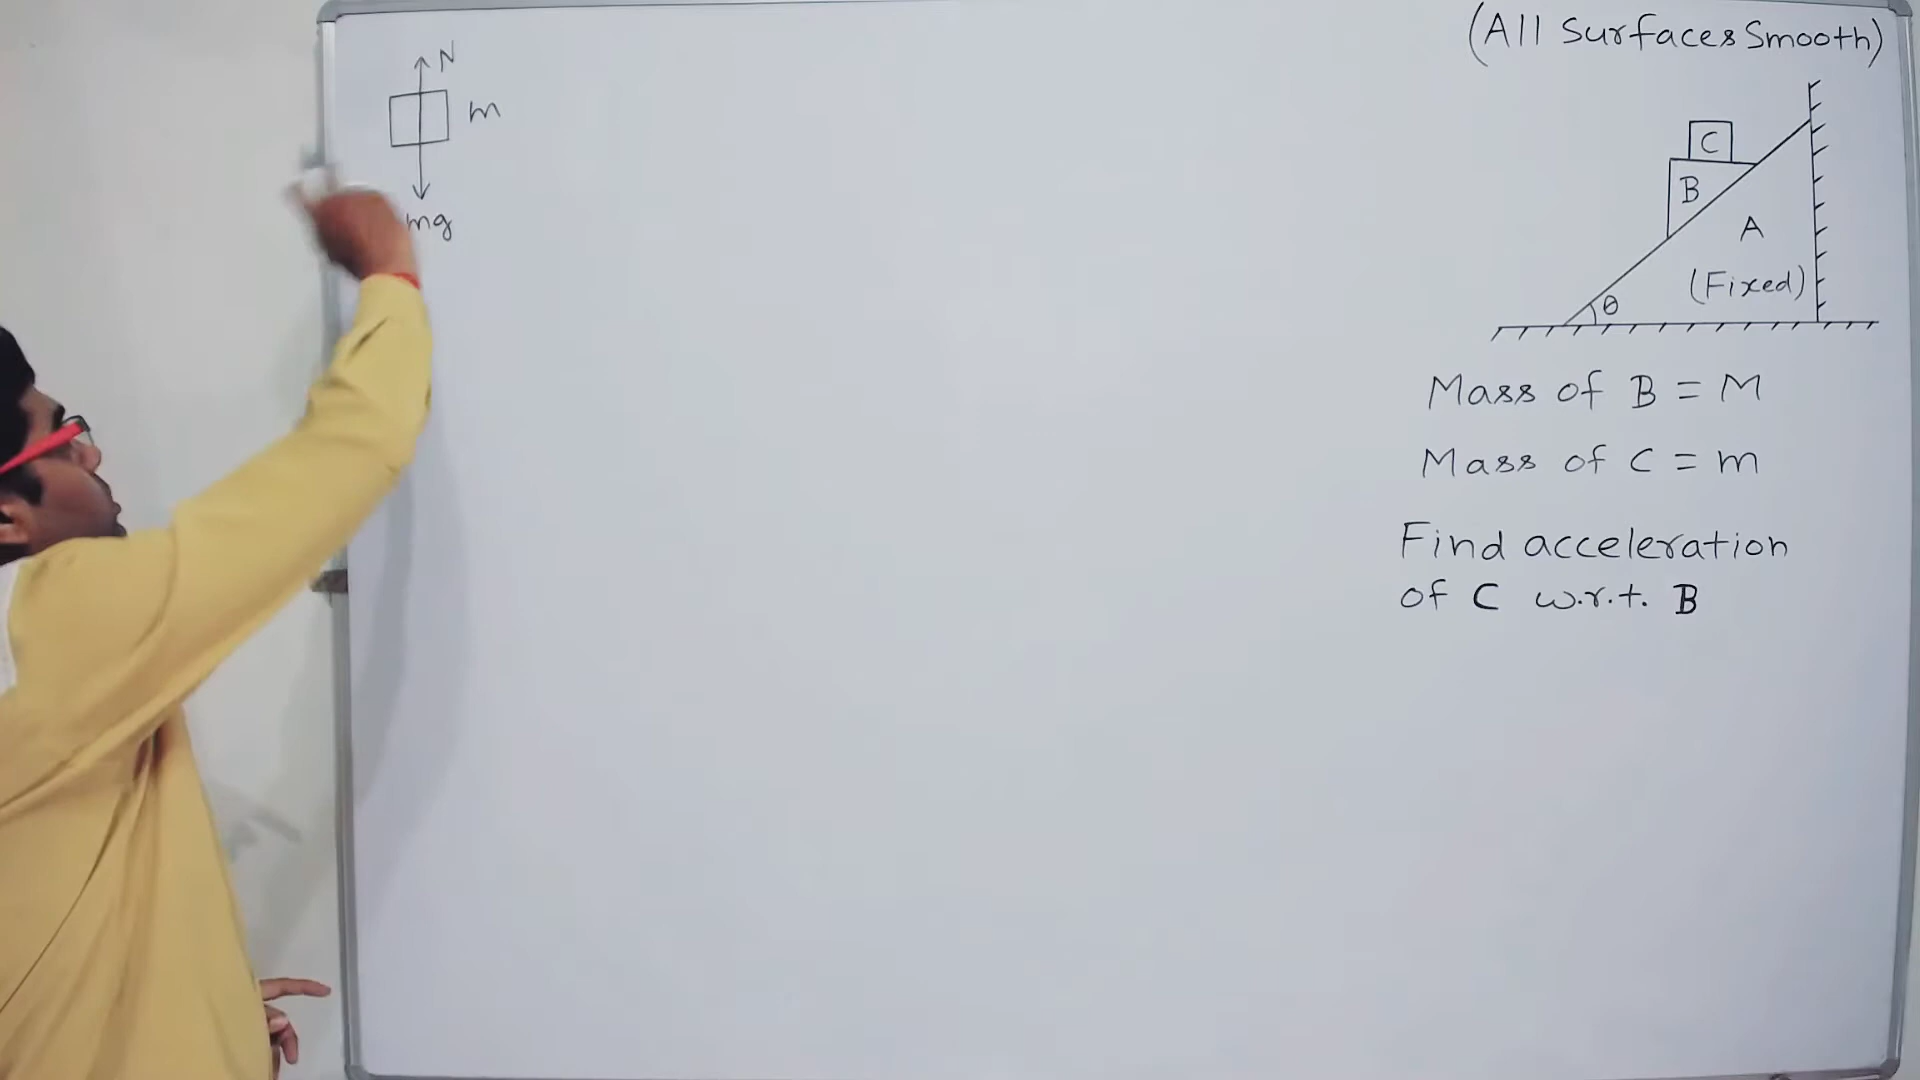 N
m
mg
(All Surfaces Smooth)
C
B
A
(Fixed)
θ
Mass of B = M
Mass of C = m
Find acceleration
of C w.r.t. B